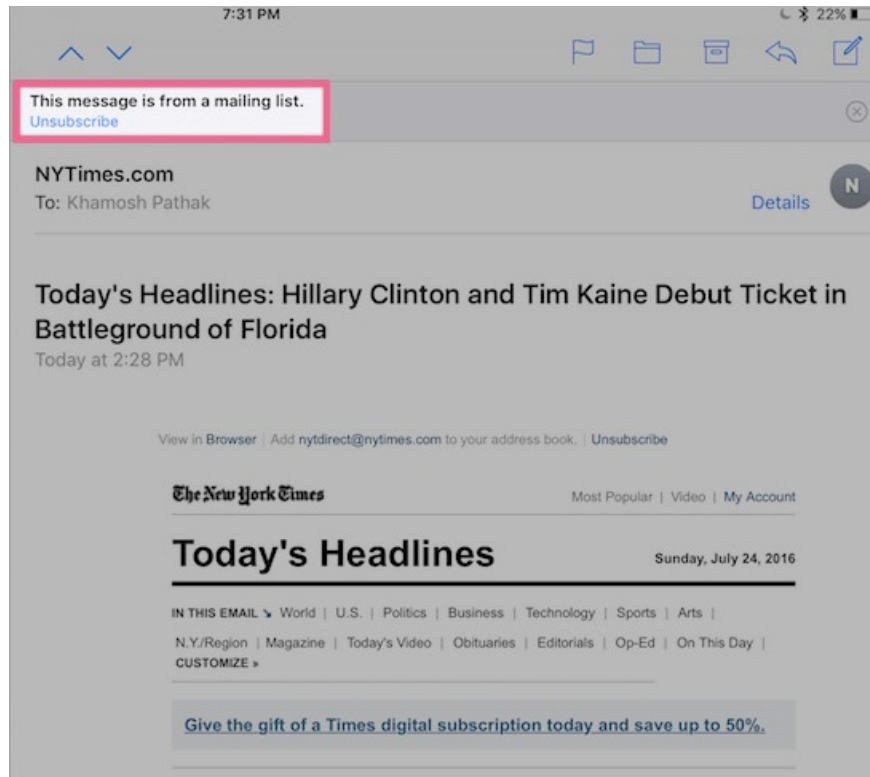 7:31 PM 22%
This message is from a mailing list.
Unsubscribe
NYTimes.com
N
To: Khamosh Pathak Details
Today's Headlines: Hillary Clinton and Tim Kaine Debut Ticket in
Battleground of Florida
Today at 2:28 PM
View in Browser | Add nytdirect@nytimes.com to your address book. | Unsubscribe
The New York Times Most Popular | Video | My Account
Today's Headlines Sunday, July 24, 2016
IN THIS EMAIL World | U.S. | Politics | Business | Technology | Sports | Arts |
N.Y./Region | Magazine | Today's Video | Obituaries | Editorials | Op-Ed | On This Day |
CUSTOMIZE »
Give the gift of a Times digital subscription today and save up to 50%.